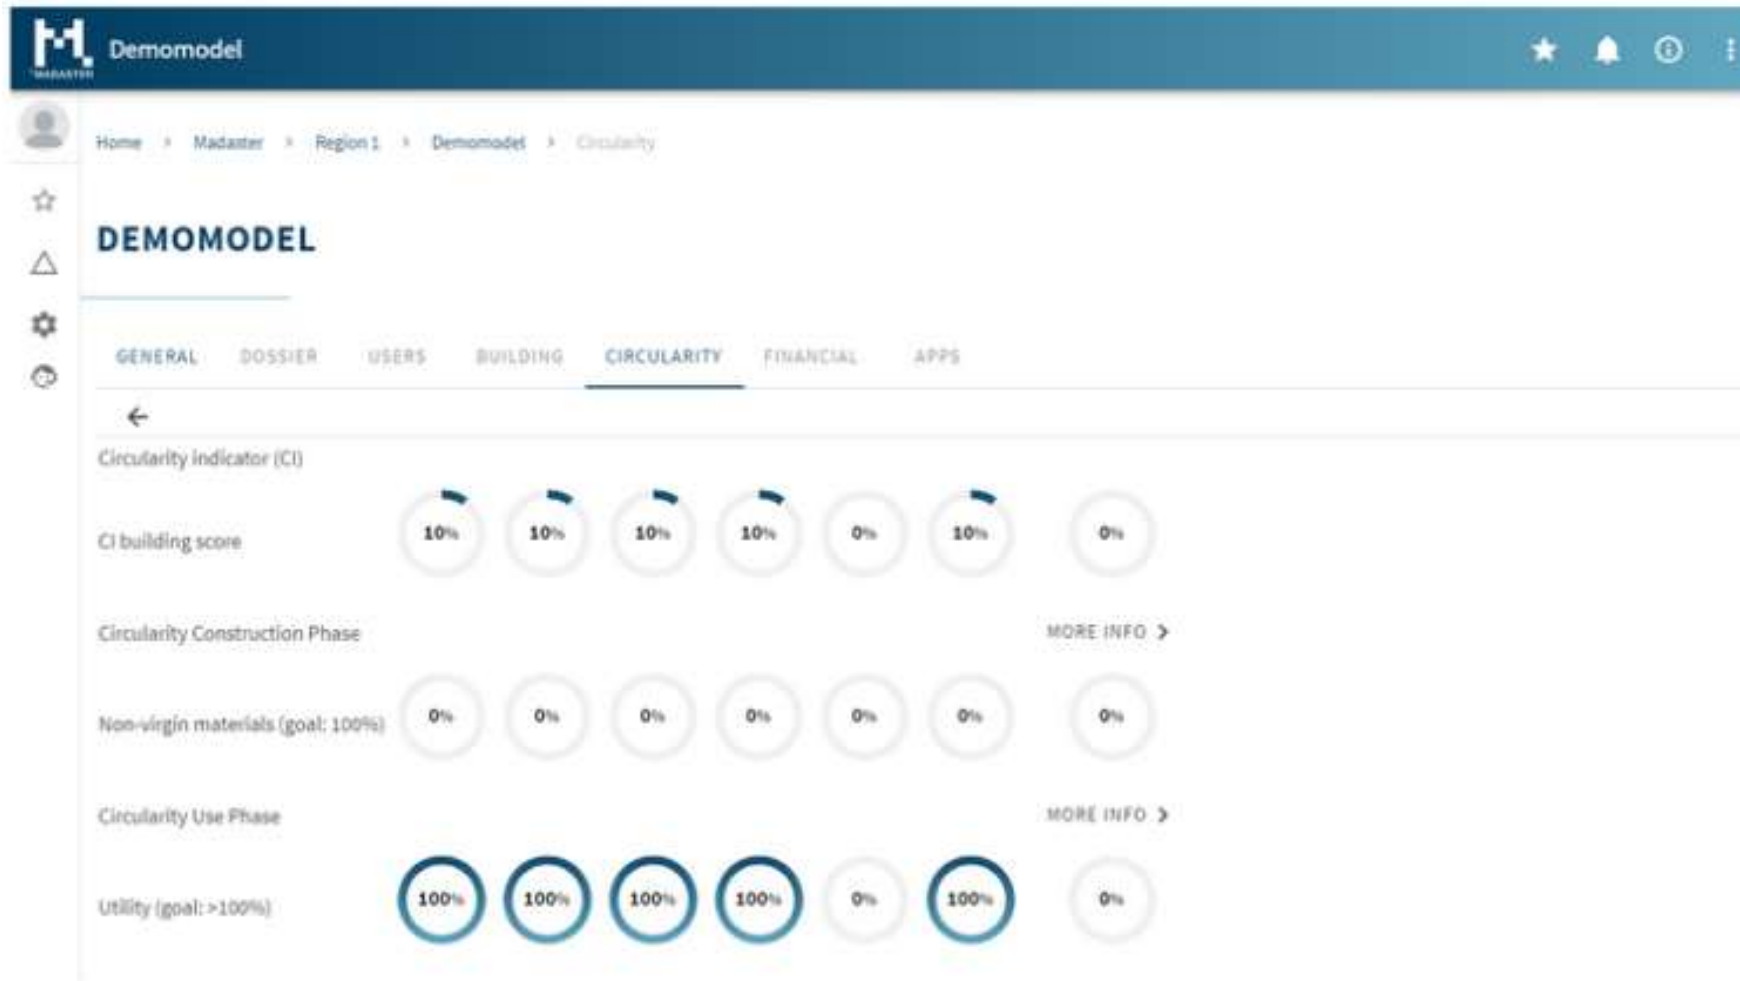 MADASTER
Demomodel
Home > Madaster > Region 1 > Demomodel > Circularity
DEMOMODEL
GENERAL DOSSIER USERS BUILDING CIRCULARITY FINANCIAL APPS
Circularity indicator (CI)
CI building score 10% 10% 10% 10% 0% 10% 0%
Circularity Construction Phase MORE INFO >
Non-virgin materials (goal: 100%) 0% 0% 0% 0% 0% 0% 0%
Circularity Use Phase MORE INFO >
Utility (goal: >100%) 100% 100% 100% 100% 0% 100% 0%